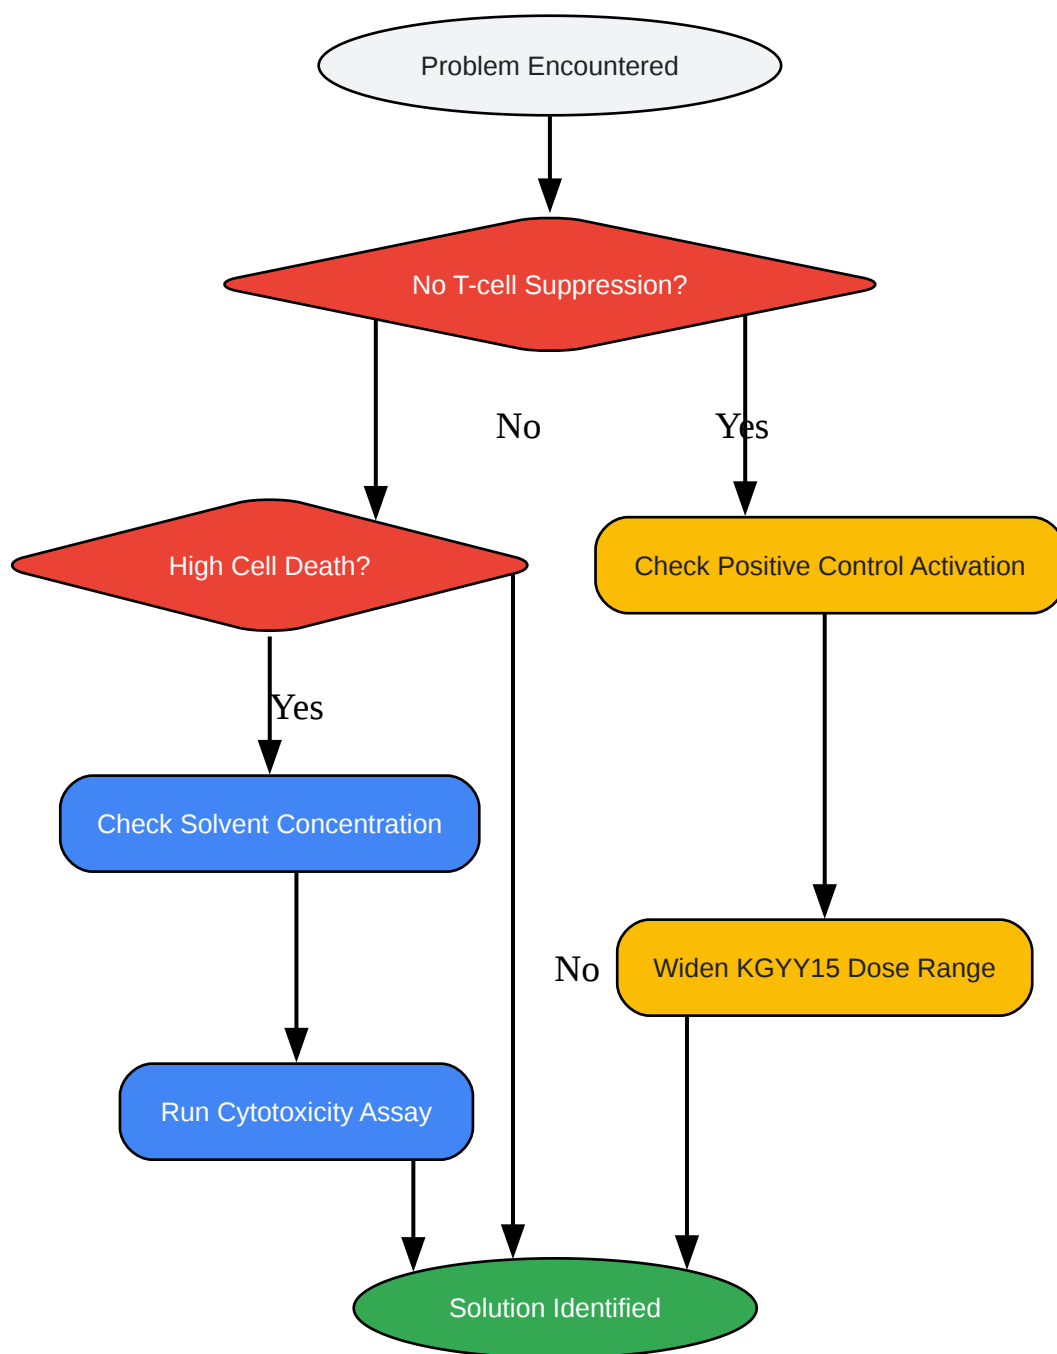 Problem Encountered
No T-cell Suppression?
No
Yes
High Cell Death?
Check Positive Control Activation
Yes
Check Solvent Concentration
No
Widen KGYY15 Dose Range
Run Cytotoxicity Assay
Solution Identified